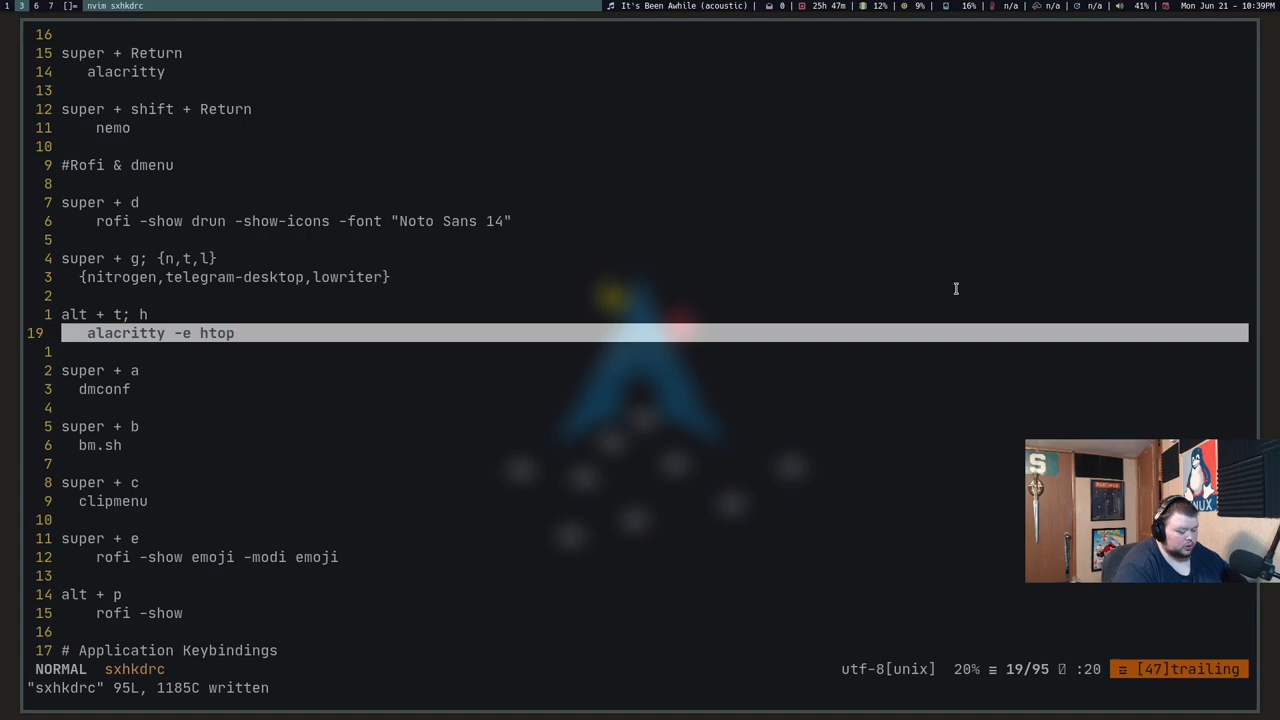 1 3 6 7 []= nvim sxhkdrc It's Been Awhile (acoustic) | 0 | 25h 47m | 12% | 9% | 16% | n/a | n/a | n/a | 41% | Mon Jun 21 - 10:39PM
16
15 super + Return
14 alacritty
13
12 super + shift + Return
11 nemo
10
9 #Rofi & dmenu
8
7 super + d
6 rofi -show drun -show-icons -font "Noto Sans 14"
5
4 super + g; {n,t,l}
3 {nitrogen,telegram-desktop,lowriter}
2
1 alt + t; h
19 alacritty -e htop
1
2 super + a
3 dmconf
4
5 super + b
6 bm.sh
7
8 super + c
9 clipmenu
10
11 super + e
12 rofi -show emoji -modi emoji
13
14 alt + p
15 rofi -show
16
17 # Application Keybindings
NORMAL sxhkdrc utf-8[unix] 20% ≡ 19/95 :20 [47]trailing
"sxhkdrc" 95L, 1185C written